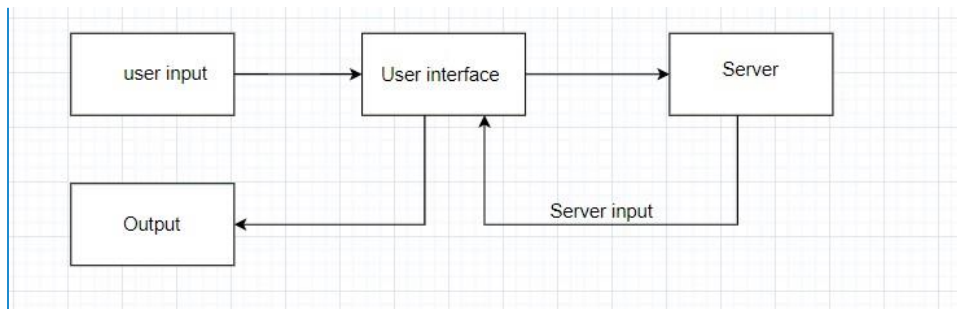 user input
User interface
Server
Server input
Output